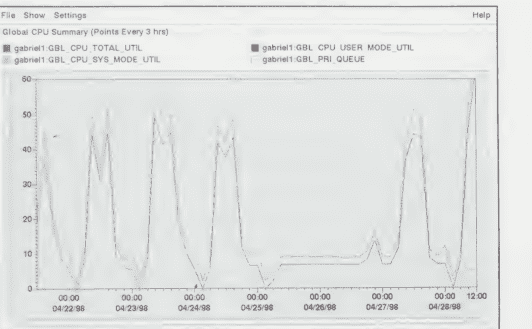 File Show Settings Help
Global CPU Summary (Points Every 3 hrs)
gabriel1:GBL_CPU_TOTAL_UTIL gabriel1:GBL_CPU_USER_MODE_UTIL
gabriel1:GBL_CPU_SYS_MODE_UTIL gabriel1:GBL_PRI_QUEUE
60
50
40
30
20
10
0
00:00 00:00 00:00 00:00 00:00 00:00 00:00 12:00
04/22/98 04/23/98 04/24/98 04/25/98 04/26/98 04/27/98 04/28/98